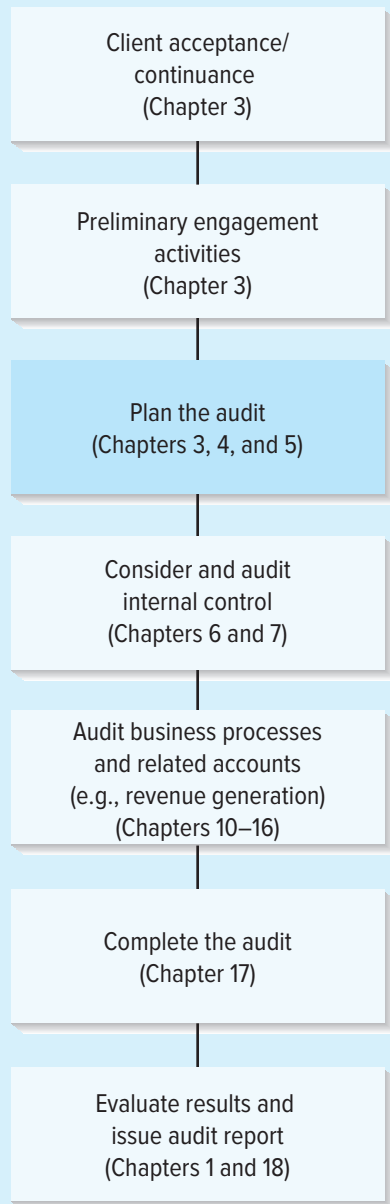 Client acceptance/
continuance
(Chapter 3)
Preliminary engagement
activities
(Chapter 3)
Plan the audit
(Chapters 3, 4, and 5)
Consider and audit
internal control
(Chapters 6 and 7)
Audit business processes
and related accounts
(e.g., revenue generation)
(Chapters 10–16)
Complete the audit
(Chapter 17)
Evaluate results and
issue audit report
(Chapters 1 and 18)